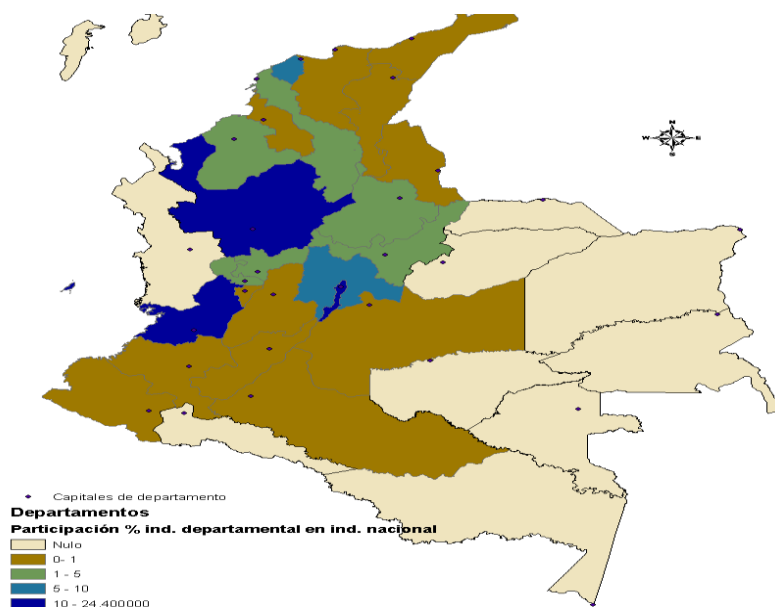 N
W E
S
Capitales de departamento
Departamentos
Participación % ind. departamental en ind. nacional
Nulo
0- 1
1 - 5
5 - 10
10 - 24.400000